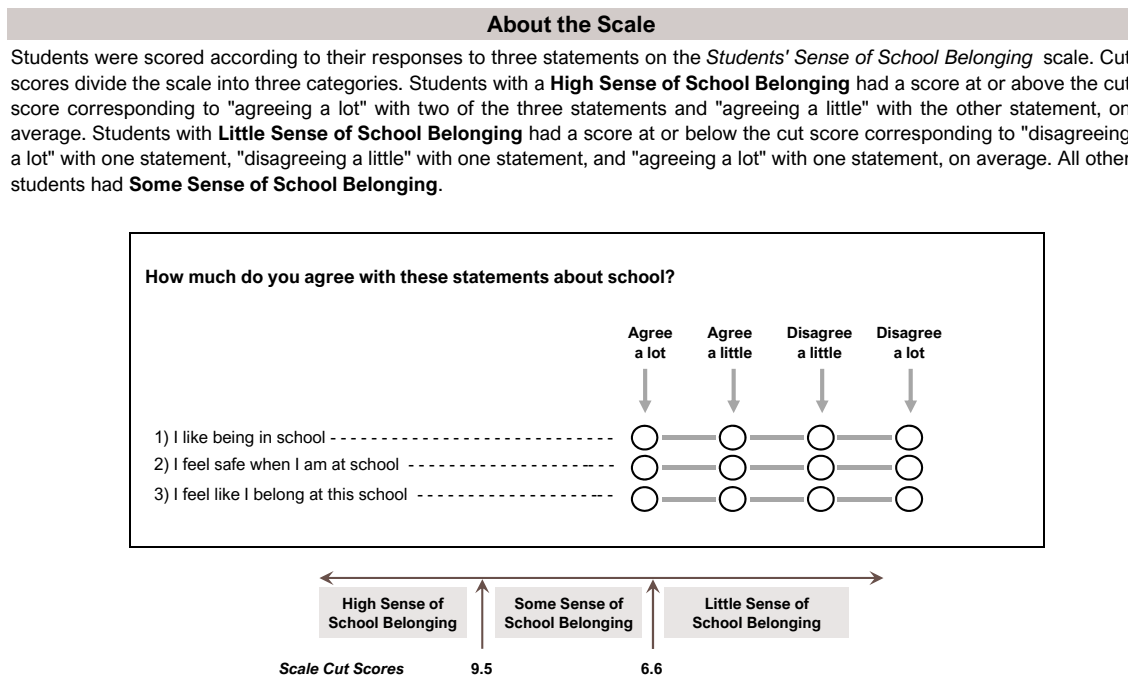 About the Scale
Students were scored according to their responses to three statements on the Students' Sense of School Belonging scale. Cut
scores divide the scale into three categories. Students with a High Sense of School Belonging had a score at or above the cut
score corresponding to "agreeing a lot" with two of the three statements and "agreeing a little" with the other statement, on
average. Students with Little Sense of School Belonging had a score at or below the cut score corresponding to "disagreeing
a lot" with one statement, "disagreeing a little" with one statement, and "agreeing a lot" with one statement, on average. All other
students had Some Sense of School Belonging.
How much do you agree with these statements about school?
Agree Agree Disagree Disagree
a lot a little a little a lot
1) I like being in school - - - - - - - - - - - - - - - - - - - - - - - - - - - -
2) I feel safe when I am at school - - - - - - - - - - - - - - - - - - -- - -
3) I feel like I belong at this school - - - - - - - - - - - - - - - - - - -- -
High Sense of Some Sense of Little Sense of
School Belonging School Belonging School Belonging
Scale Cut Scores 9.5 6.6